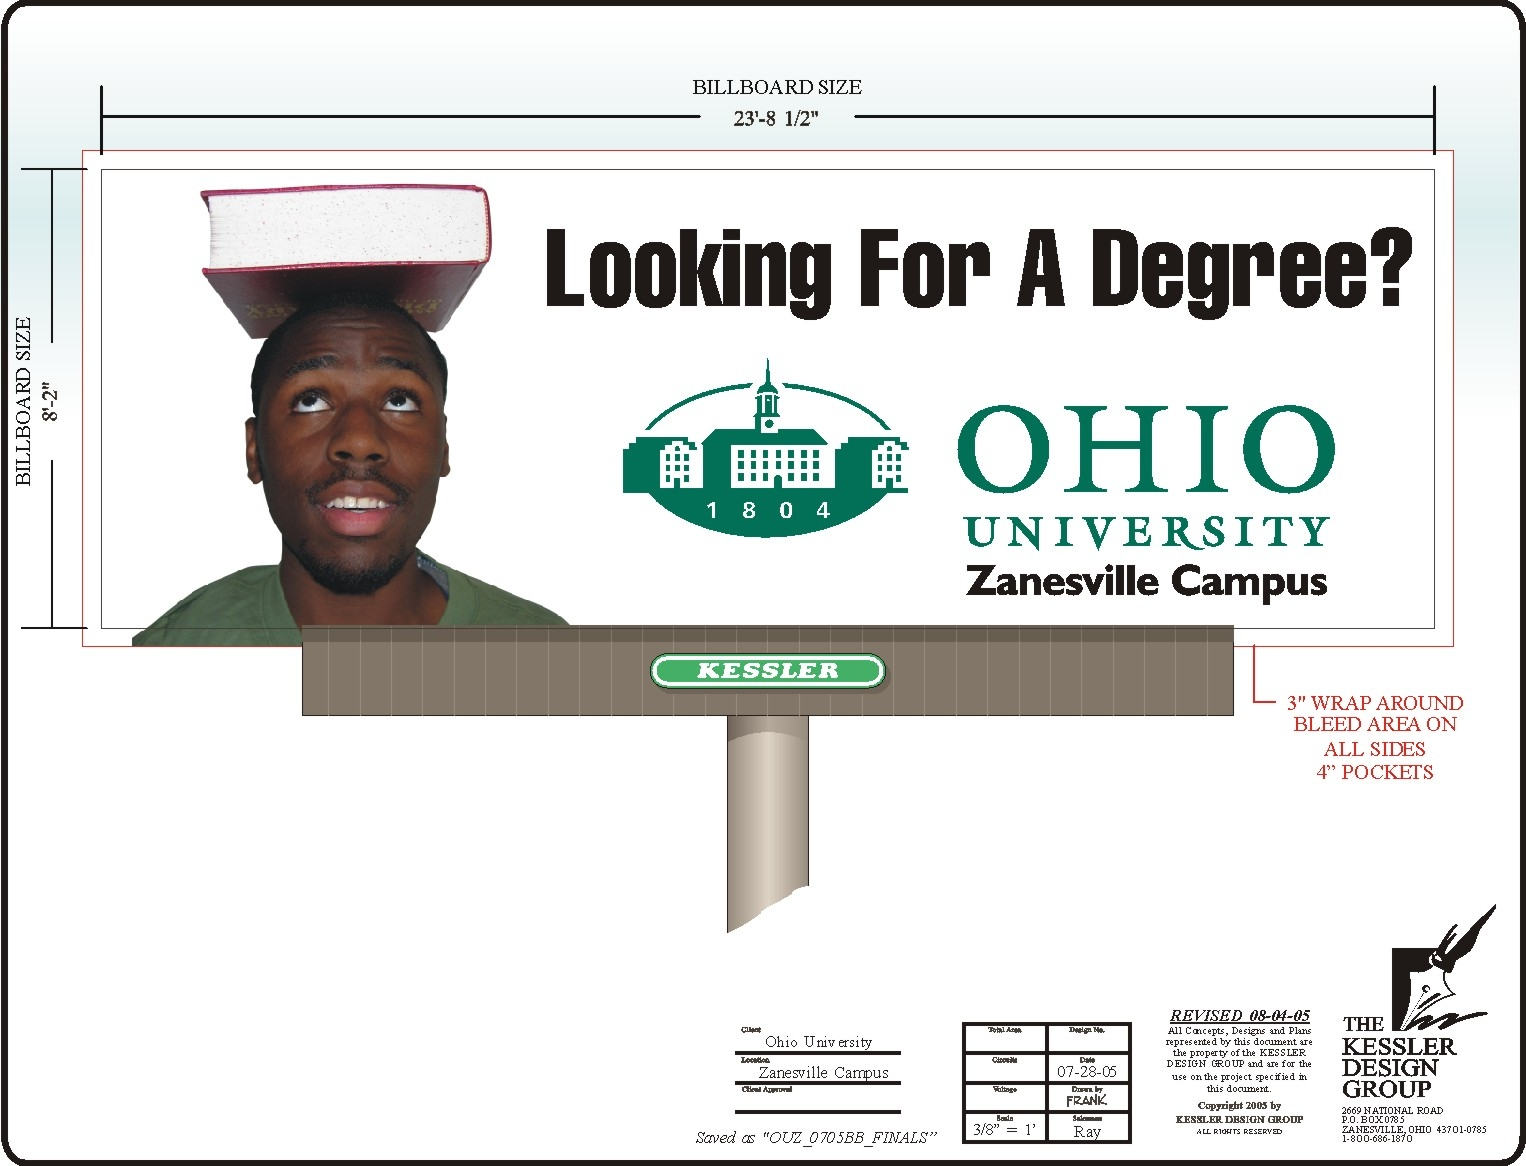 BILLBOARD SIZE
23'-8 1/2"
BILLBOARD SIZE
8'-2"
Looking For A Degree?
1804
OHIO
UNIVERSITY
Zanesville Campus
KESSLER
3" WRAP AROUND
BLEED AREA ON
ALL SIDES
4” POCKETS
Client
Ohio University
Location
Zanesville Campus
Client Approval
Saved as "OUZ_0705BB_FINALS”
Total Area
Design No.
Circuits
Date
07-28-05
Voltage
Drawn by
FRANK
Scale
3/8” = 1’
Salesman
Ray
REVISED 08-04-05
All Concepts, Designs and Plans
represented by this document are
the property of the KESSLER
DESIGN GROUP and are for the
use on the project specified in
this document.
Copyright 2005 by
KESSLER DESIGN GROUP
ALL RIGHTS RESERVED
THE
KESSLER
DESIGN
GROUP
2669 NATIONAL ROAD
P.O. BOX 0785
ZANESVILLE, OHIO 43701-0785
1-800-686-1870